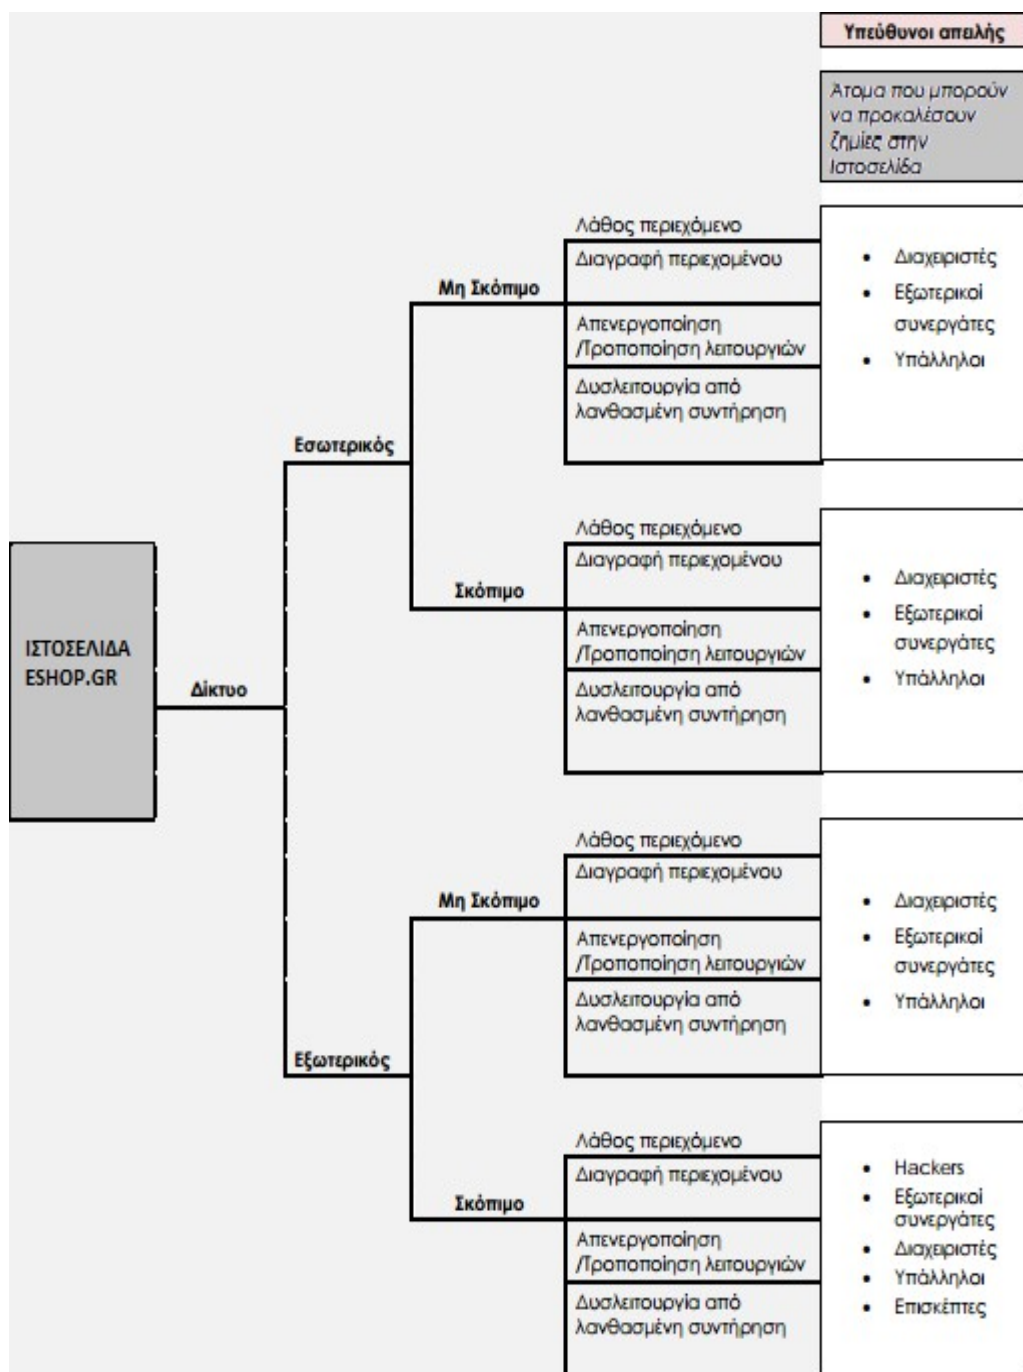 Υπεύθυνοι απειλής
Άτομα που μπορούν
να προκαλέσουν
ζημίες στην
Ιστοσελίδα
Λάθος περιεχόμενο
Διαγραφή περιεχομένου
Μη Σκόπιμο
Απενεργοποίηση
/Τροποποίηση λειτουργιών
Δυσλειτουργία από
λανθασμένη συντήρηση
• Διαχειριστές
• Εξωτερικοί
συνεργάτες
• Υπάλληλοι
Εσωτερικός
Λάθος περιεχόμενο
Διαγραφή περιεχομένου
Σκόπιμο
Απενεργοποίηση
/Τροποποίηση λειτουργιών
Δυσλειτουργία από
λανθασμένη συντήρηση
• Διαχειριστές
• Εξωτερικοί
συνεργάτες
• Υπάλληλοι
ΙΣΤΟΣΕΛΙΔΑ
ESHOP.GR
Δίκτυο
Λάθος περιεχόμενο
Διαγραφή περιεχομένου
Μη Σκόπιμο
Απενεργοποίηση
/Τροποποίηση λειτουργιών
Δυσλειτουργία από
λανθασμένη συντήρηση
• Διαχειριστές
• Εξωτερικοί
συνεργάτες
• Υπάλληλοι
Εξωτερικός
Λάθος περιεχόμενο
Διαγραφή περιεχομένου
Σκόπιμο
Απενεργοποίηση
/Τροποποίηση λειτουργιών
Δυσλειτουργία από
λανθασμένη συντήρηση
• Hackers
• Εξωτερικοί
συνεργάτες
• Διαχειριστές
• Υπάλληλοι
• Επισκέπτες